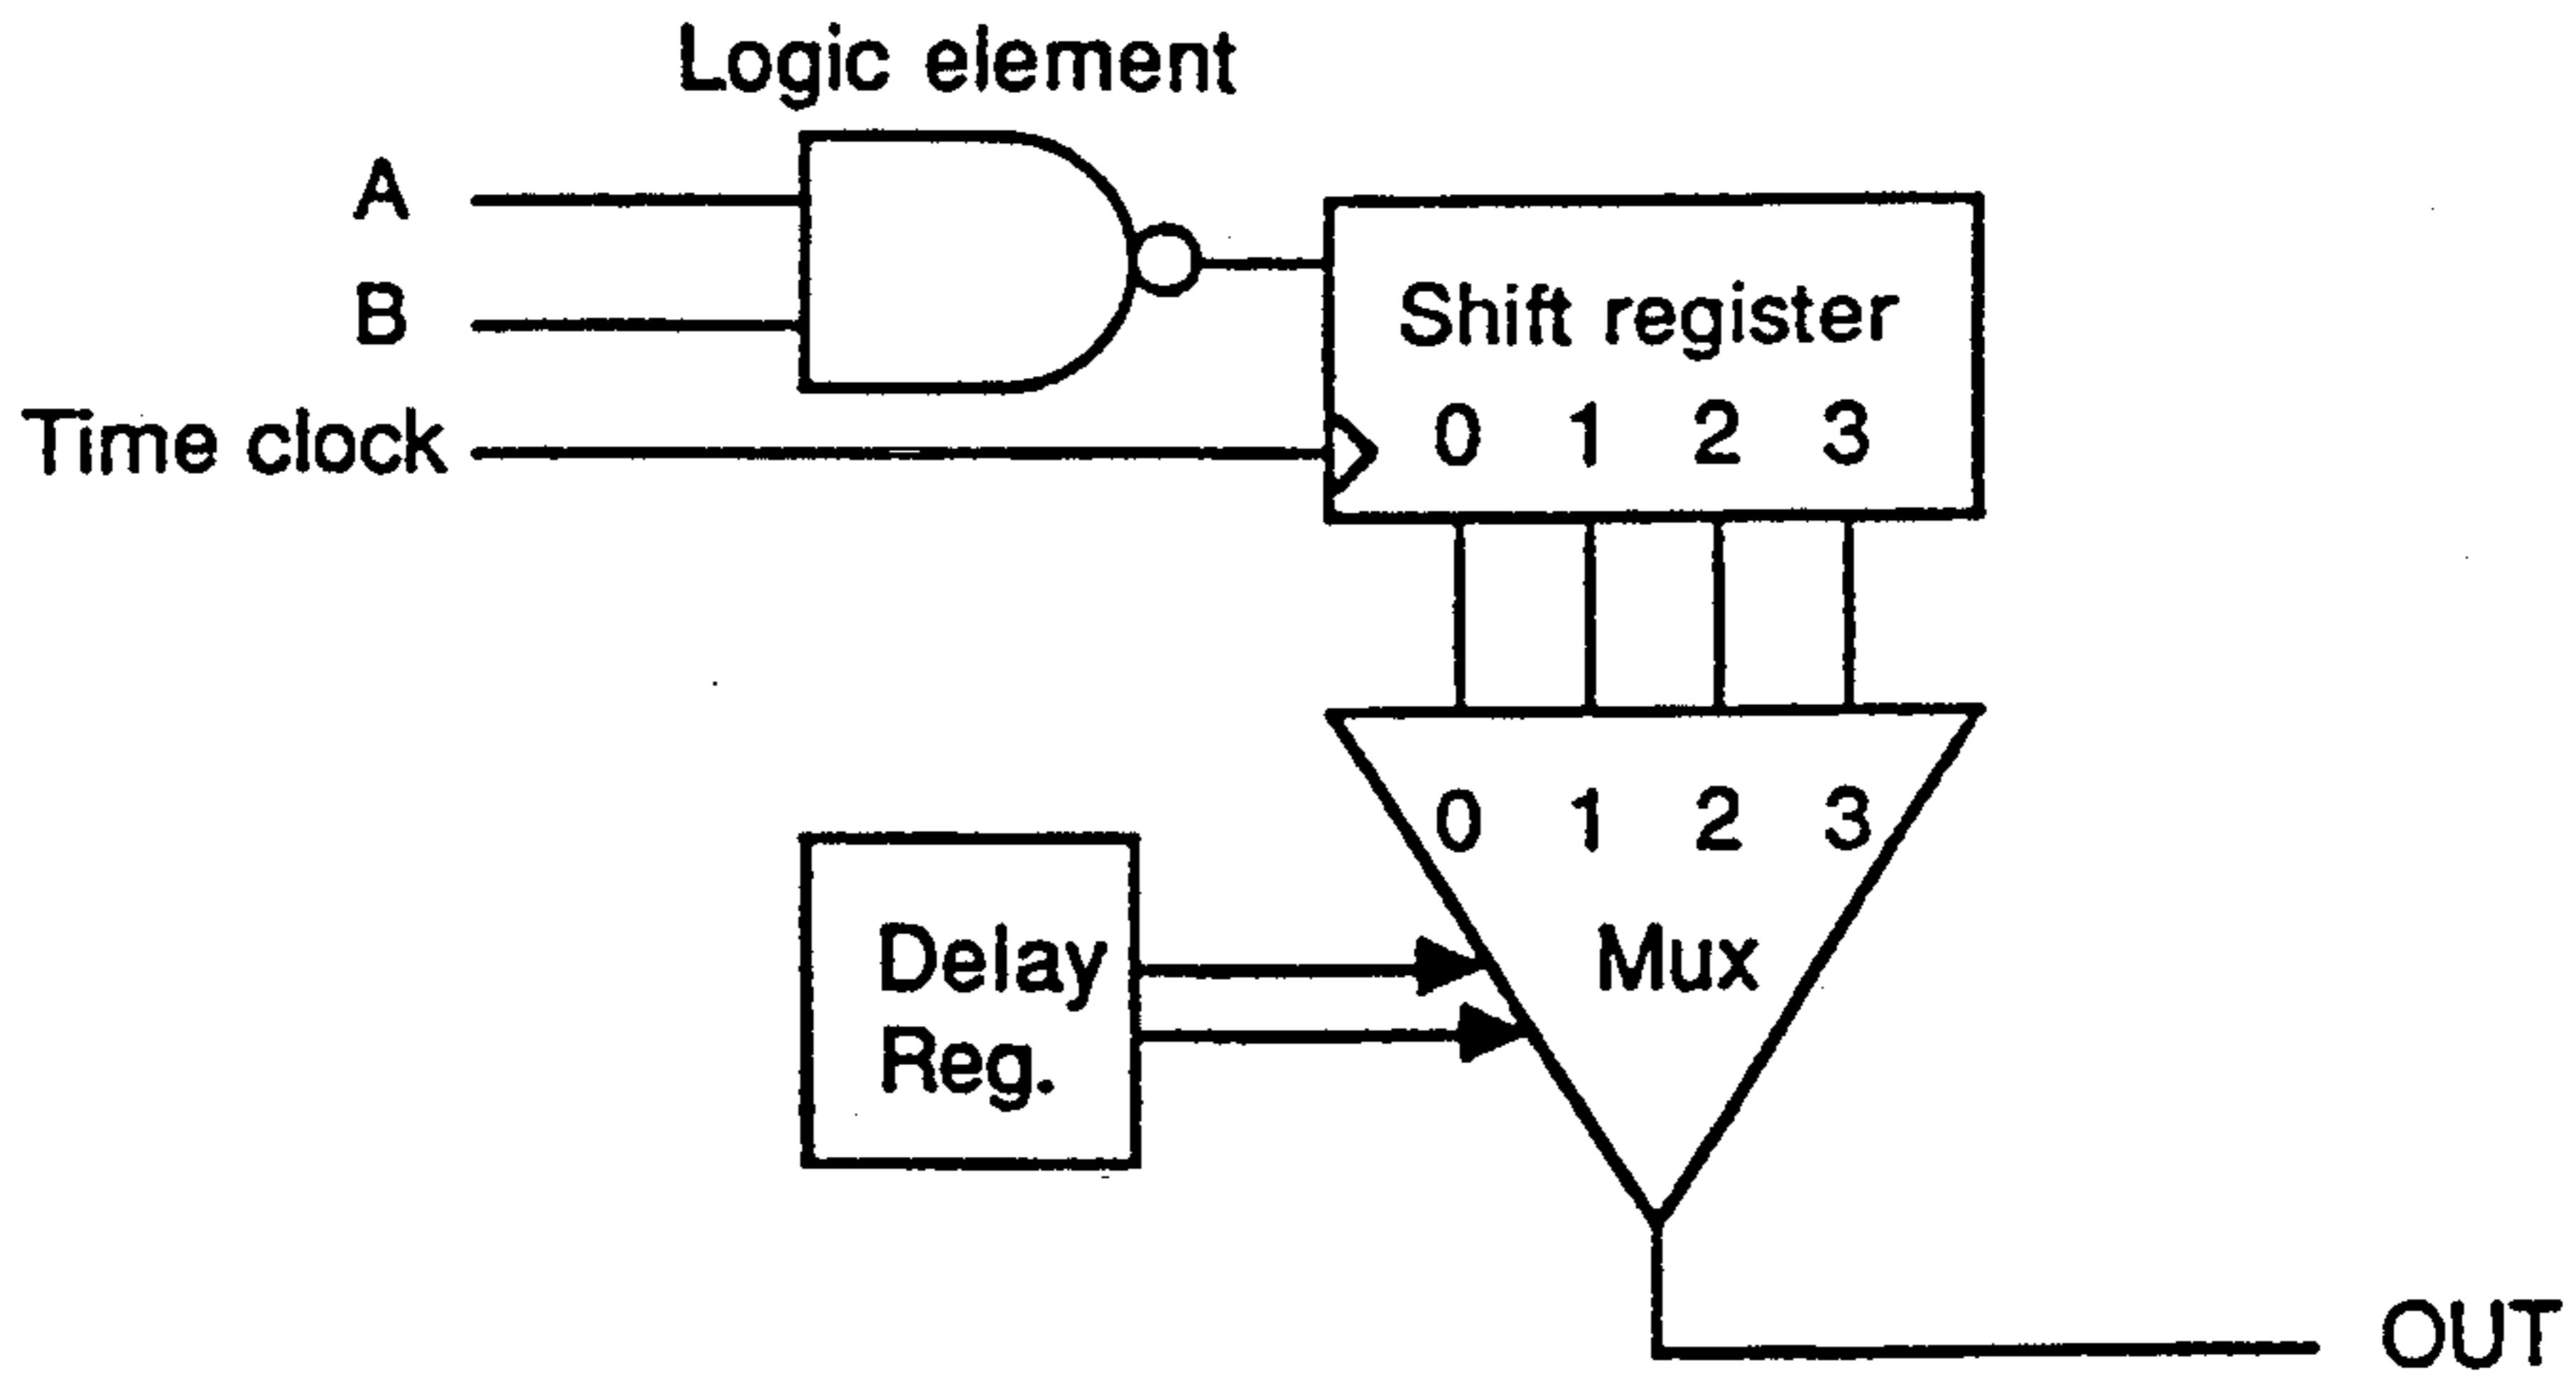 Logic element
A
B
Time clock
Shift register
0 1 2 3
0 1 2 3
Mux
Delay
Reg.
OUT